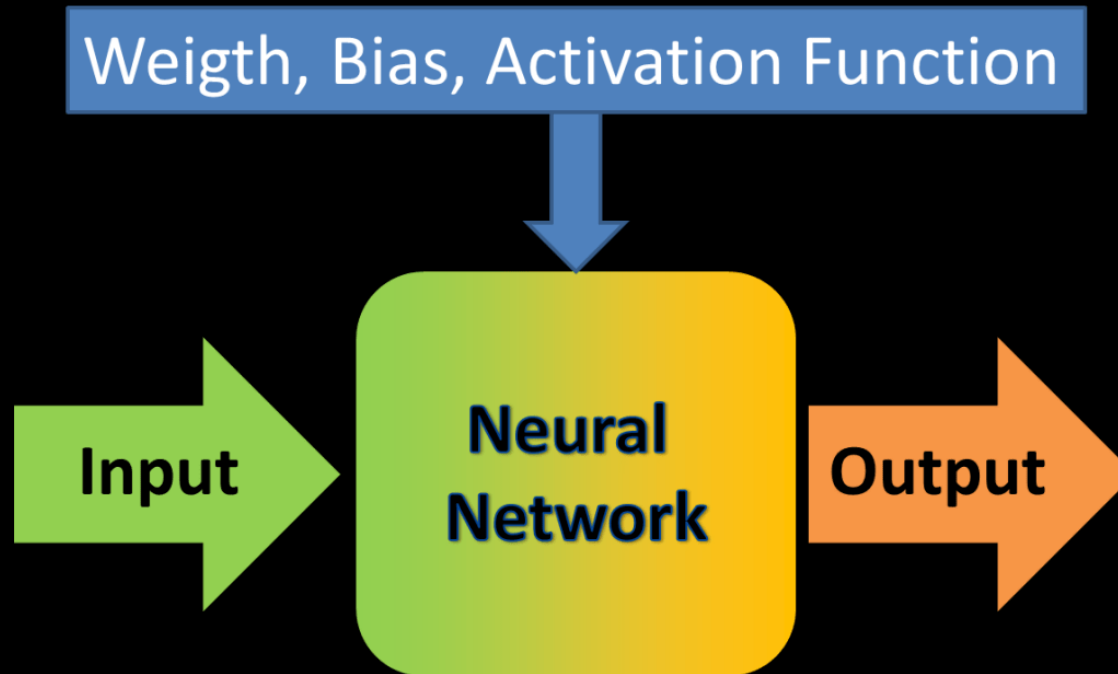 Weigth, Bias, Activation Function
Input
Neural
Network
Output